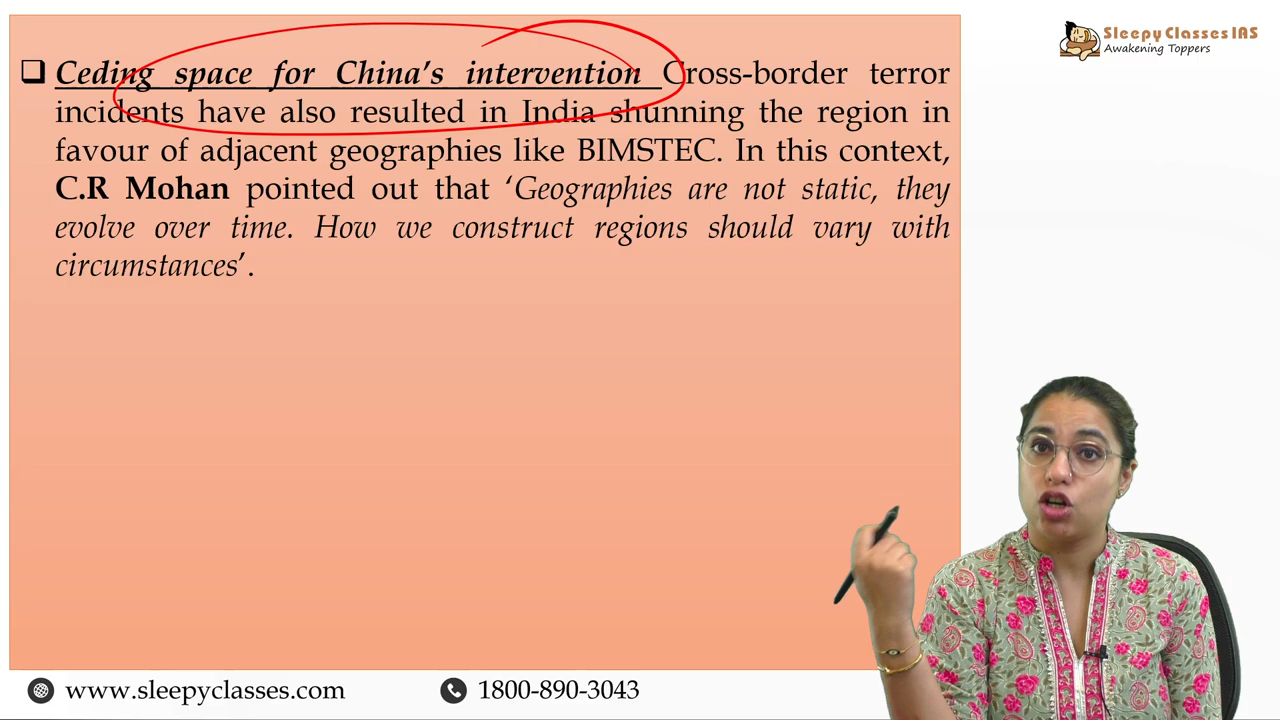 Sleepy Classes IAS
Awakening Toppers
Ceding space for China's intervention Cross-border terror
incidents have also resulted in India shunning the region in
favour of adjacent geographies like BIMSTEC. In this context,
C.R Mohan pointed out that ‘Geographies are not static, they
evolve over time. How we construct regions should vary with
circumstances’.
www.sleepyclasses.com
1800-890-3043